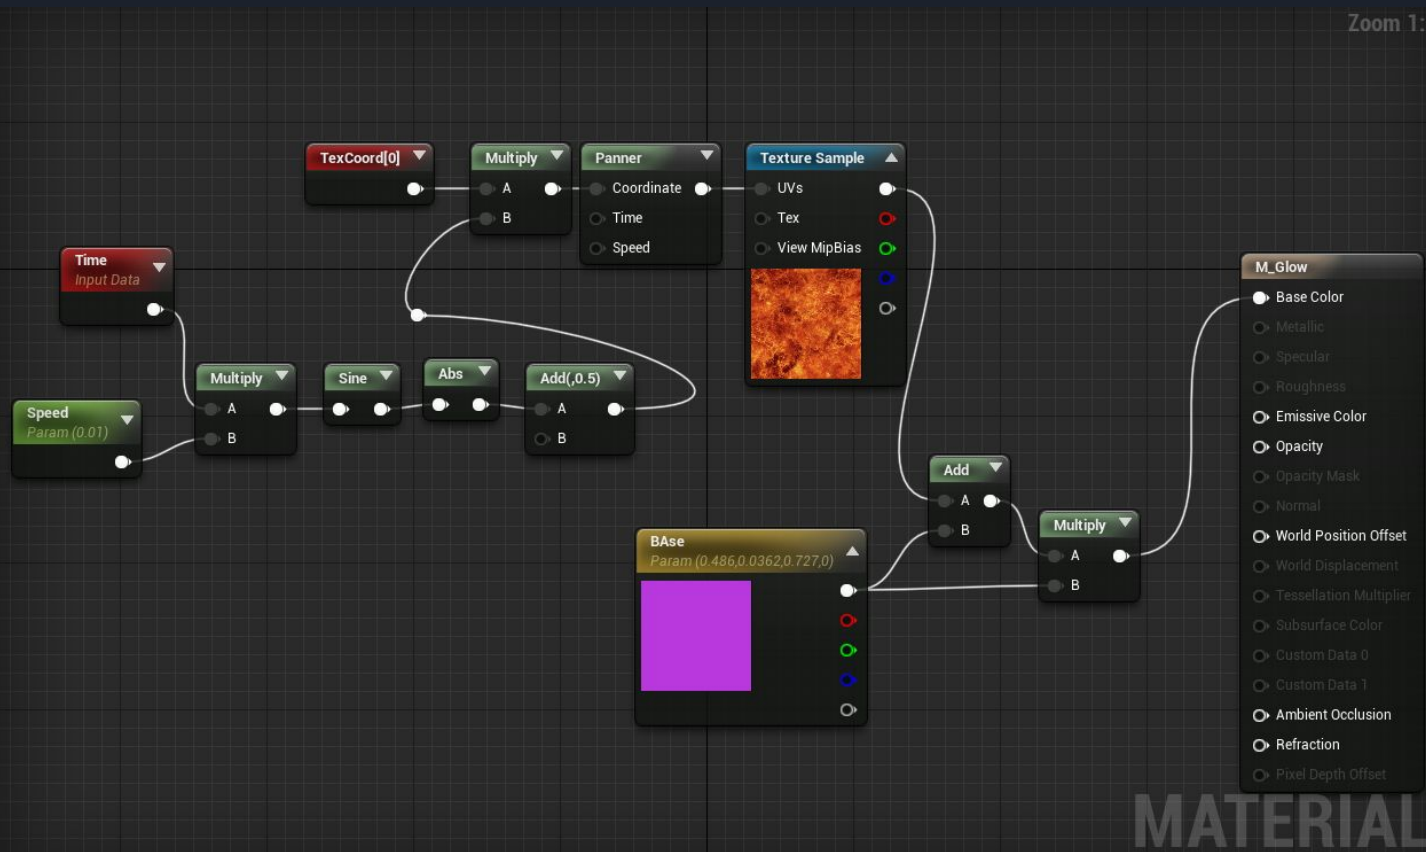 Zoom 1:
TexCoord[0]
Multiply
A
B
Panner
Coordinate
Time
Speed
Texture Sample
UVs
Tex
View MipBias
Time
Input Data
Speed
Param (0.01)
Multiply
A
B
Sine
Abs
Add(,0.5)
A
B
BAse
Param (0.486,0.0362,0.727,0)
Add
A
B
Multiply
A
B
M_Glow
Base Color
Metallic
Specular
Roughness
Emissive Color
Opacity
Opacity Mask
Normal
World Position Offset
World Displacement
Tessellation Multiplier
Subsurface Color
Custom Data 0
Custom Data 1
Ambient Occlusion
Refraction
Pixel Depth Offset
MATERIAL